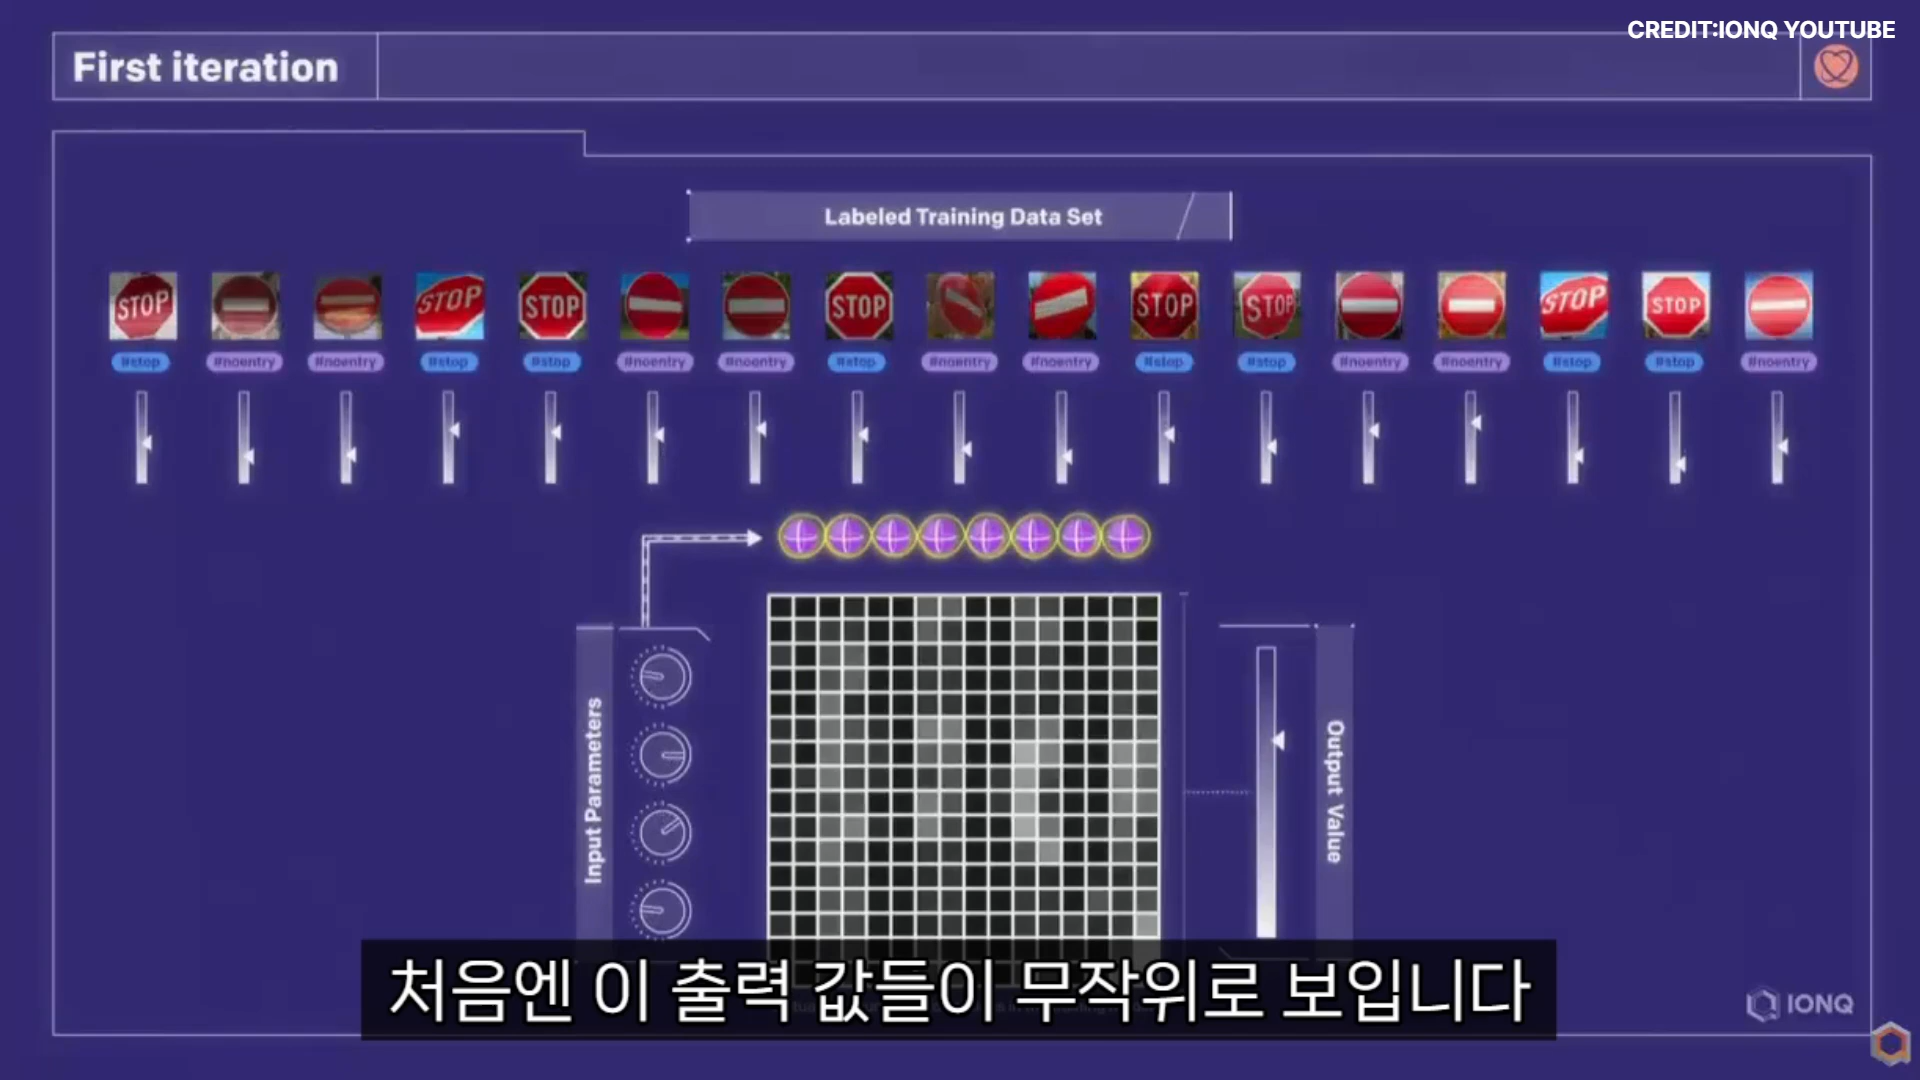 CREDIT:IONQ YOUTUBE
First iteration
Labeled Training Data Set
STOP STOP STOP STOP STOP STOP STOP STOP
#stop #noentry #noentry #stop #stop #noentry #noentry #stop #noentry #noentry #stop #stop #noentry #noentry #stop #stop #noentry
Input Parameters
Output Value
처음엔 이 출력 값들이 무작위로 보입니다
IONQ